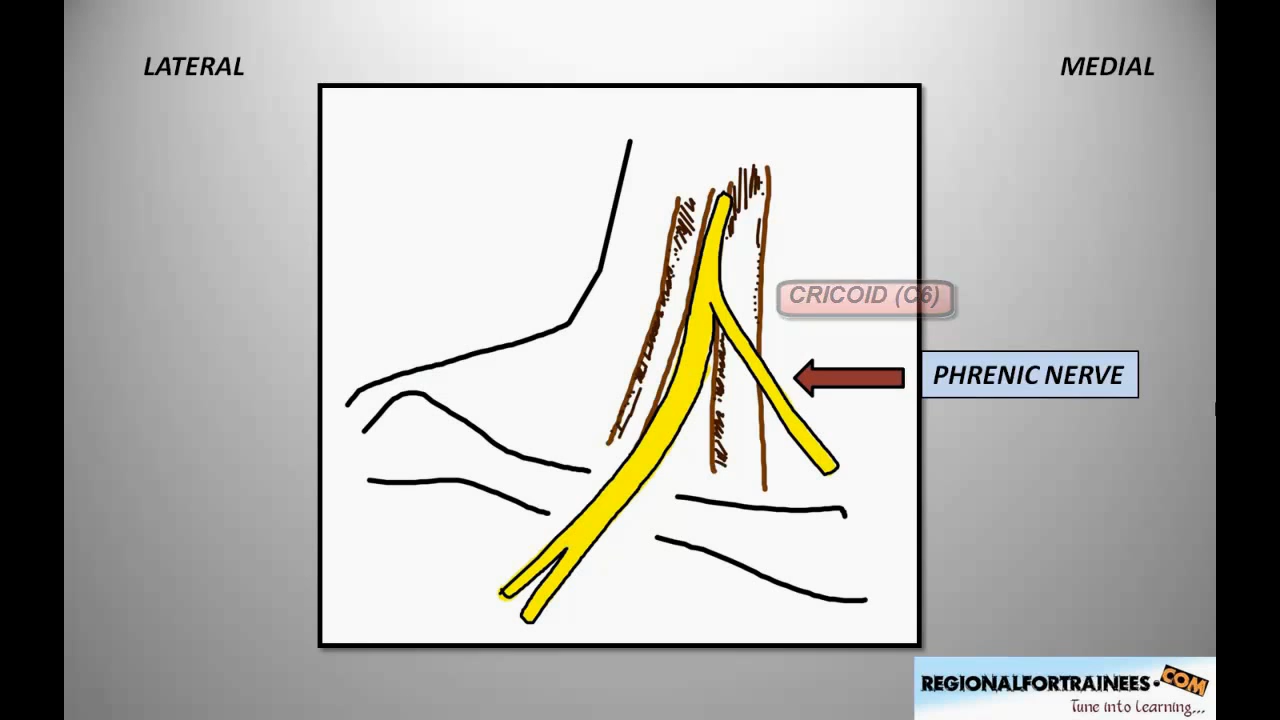 LATERAL
MEDIAL
CRICOID (C6)
PHRENIC NERVE
REGIONALFORTRAINEES.COM
Tune into Learning...